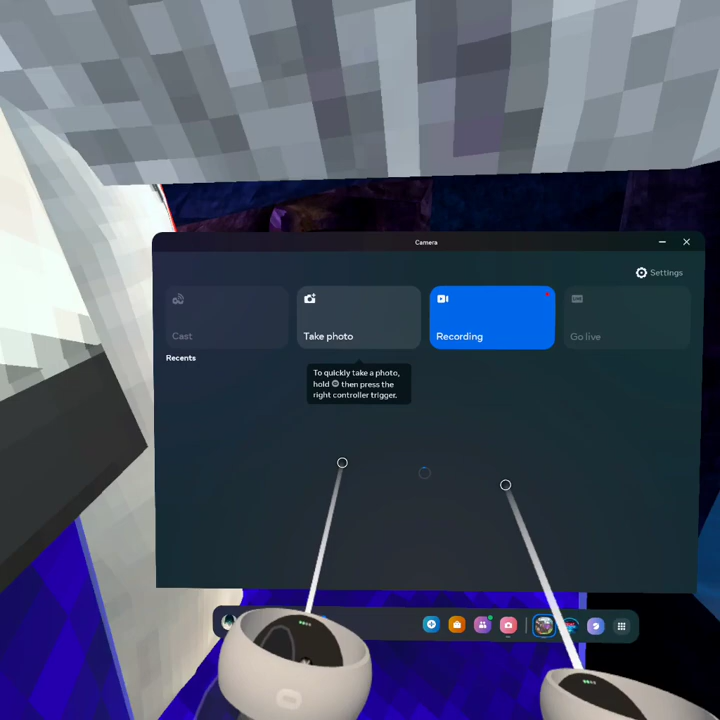 Camera
Settings
Cast
Take photo
Recording
LIVE
Go live
Recents
To quickly take a photo,
hold then press the
right controller trigger.